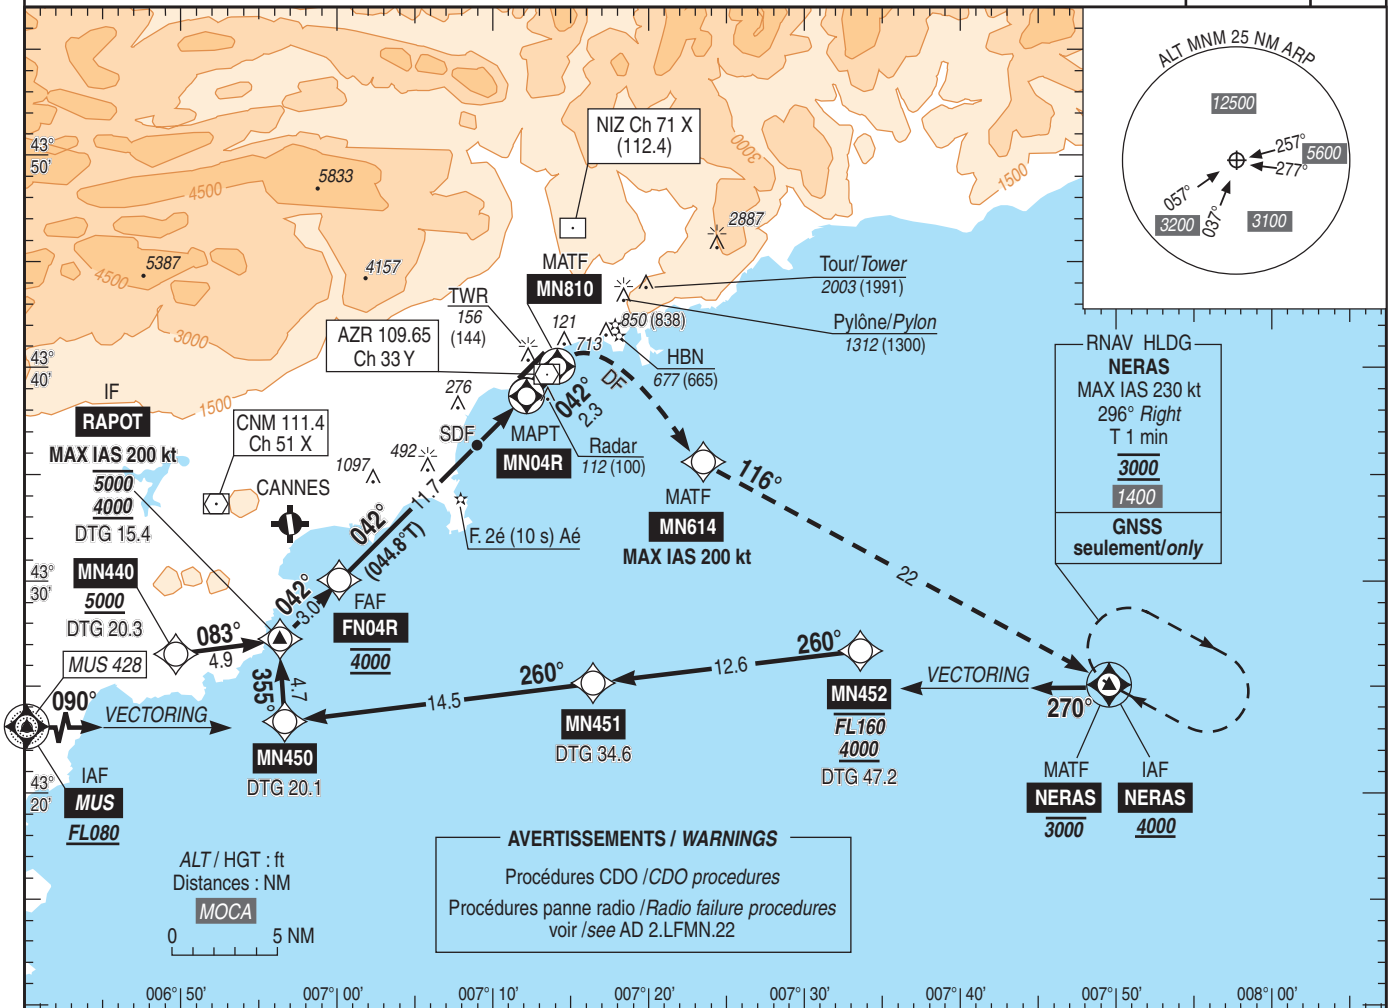 ALT MNM 25 NM ARP
12500
257°
5600
277°
057°
037°
3200
3100
43°
50'
4500
5833
3000
1500
NIZ Ch 71 X
(112.4)
2887
5387
4500
4157
MATF
MN810
Tour/Tower
2003 (1991)
TWR
156
(144)
121
850 (838)
Pylône/Pylon
1312 (1300)
3000
AZR 109.65
Ch 33 Y
713
HBN
677 (665)
43°
40'
DF
RNAV HLDG
NERAS
MAX IAS 230 kt
296° Right
T 1 min
3000
1400
GNSS
seulement/only
IF
RAPOT
MAX IAS 200 kt
5000
4000
DTG 15.4
1500
276
042°
2.3
CNM 111.4
Ch 51 X
SDF
MAPT
MN04R
Radar
112 (100)
492
1097
116°
CANNES
11.7
MATF
MN614
MAX IAS 200 kt
042°
(044.8°T)
F. 2é (10 s) Aé
MN440
5000
DTG 20.3
43°
30'
22
042°
3.0
FAF
FN04R
4000
083°
4.9
MUS 428
260°
12.6
260°
14.5
355°
4.7
090°
VECTORING
VECTORING
270°
MN452
FL160
4000
DTG 47.2
MN451
DTG 34.6
MN450
DTG 20.1
IAF
MUS
FL080
43°
20'
MATF
NERAS
3000
IAF
NERAS
4000
AVERTISSEMENTS / WARNINGS
Procédures CDO /CDO procedures
Procédures panne radio /Radio failure procedures
voir /see AD 2.LFMN.22
ALT / HGT : ft
Distances : NM
MOCA
0 5 NM
006°50' 007°00' 007°10' 007°20' 007°30' 007°40' 007°50' 008°00'